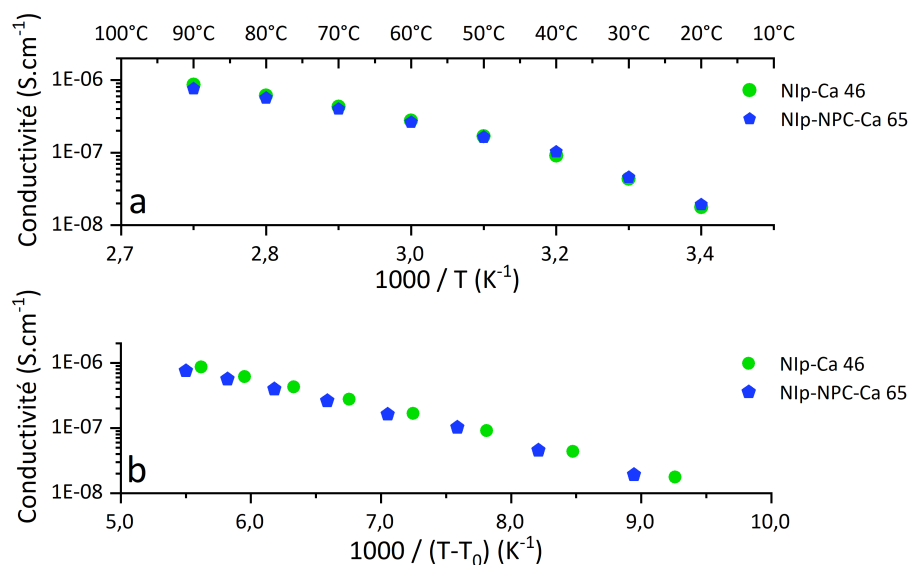 100°C 90°C 80°C 70°C 60°C 50°C 40°C 30°C 20°C 10°C
Conductivité (S.cm-1)
1E-06
1E-07
1E-08
a
NIp-Ca 46
NIp-NPC-Ca 65
2,7 2,8 2,9 3,0 3,1 3,2 3,3 3,4
1000 / T (K-1)
Conductivité (S.cm-1)
1E-06
1E-07
1E-08
b
NIp-Ca 46
NIp-NPC-Ca 65
5,0 6,0 7,0 8,0 9,0 10,0
1000 / (T-T0) (K-1)